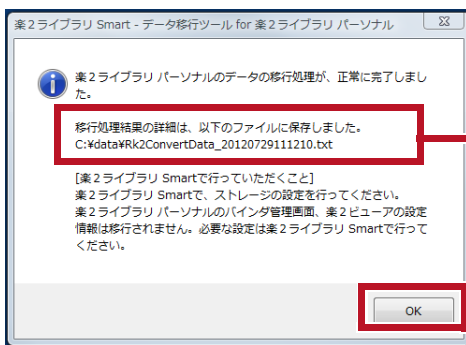 楽２ライブラリ Smart - データ移行ツール for 楽２ライブラリ パーソナル
楽２ライブラリ パーソナルのデータの移行処理が、正常に完了しまし
た。
移行処理結果の詳細は、以下のファイルに保存しました。
C:¥data¥Rk2ConvertData_20120729111210.txt
[楽２ライブラリ Smartで行っていただくこと]
楽２ライブラリ Smartで、ストレージの設定を行ってください。
楽２ライブラリ パーソナルのバインダ管理画面、楽２ビューアの設定
情報は移行されません。必要な設定は楽２ライブラリ Smartで行って
ください。
OK